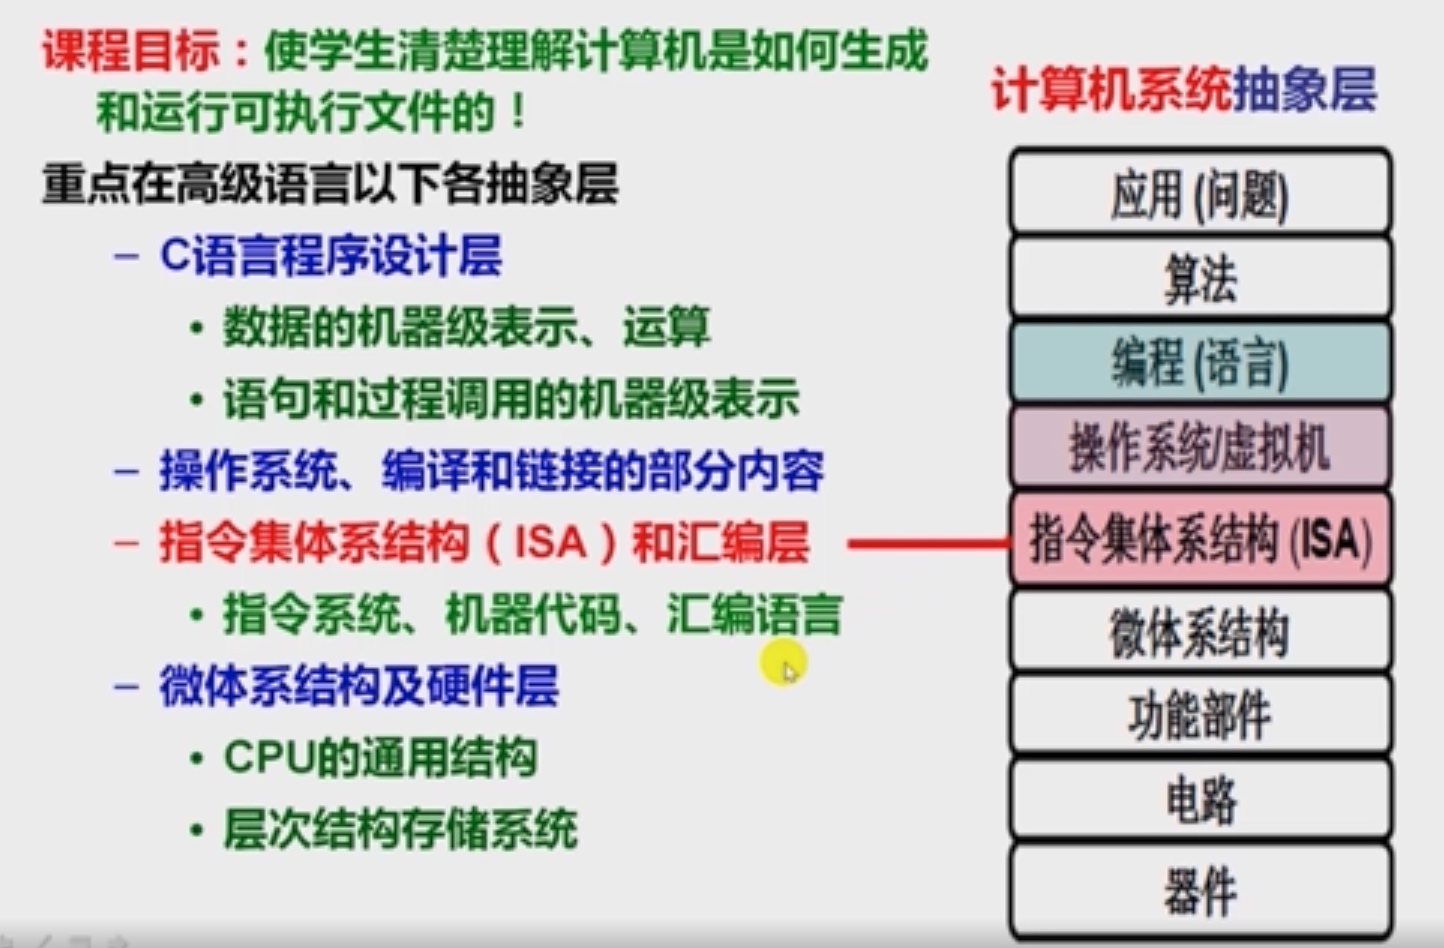 课程目标：使学生清楚理解计算机是如何生成
和运行可执行文件的！
重点在高级语言以下各抽象层
– C语言程序设计层
• 数据的机器级表示、运算
• 语句和过程调用的机器级表示
– 操作系统、编译和链接的部分内容
– 指令集体系结构（ISA）和汇编层
• 指令系统、机器代码、汇编语言
– 微体系结构及硬件层
• CPU的通用结构
• 层次结构存储系统
计算机系统抽象层
应用 (问题)
算法
编程 (语言)
操作系统/虚拟机
指令集体系结构 (ISA)
微体系结构
功能部件
电路
器件